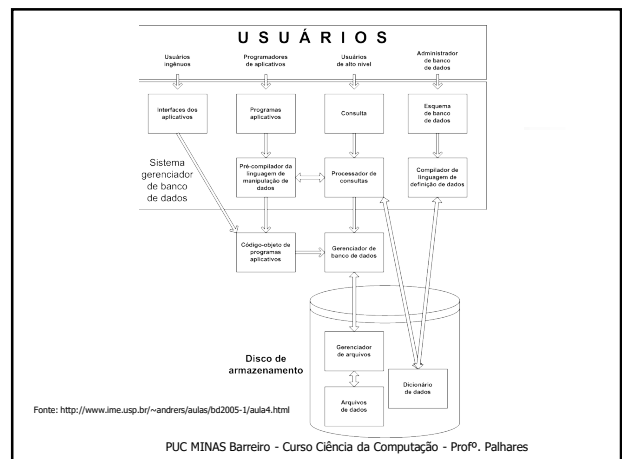 USUÁRIOS
Usuários
ingênuos
Programadores
de aplicativos
Usuários
de alto nível
Administrador
de banco
de dados
Interfaces dos
aplicativos
Programas
aplicativos
Consulta
Esquema
de banco
de dados
Sistema
gerenciador
de banco
de dados
Pré-compilador da
linguagem de
manipulação de
dados
Processador de
consultas
Compilador de
linguagem de
definição de dados
Código-objeto de
programas
aplicativos
Gerenciador de
banco de dados
Disco de
armazenamento
Gerenciador
de arquivos
Arquivos
de dados
Dicionário
de dados
Fonte: http://www.ime.usp.br/~andrers/aulas/bd2005-1/aula4.html
PUC MINAS Barreiro - Curso Ciência da Computação - Profº. Palhares